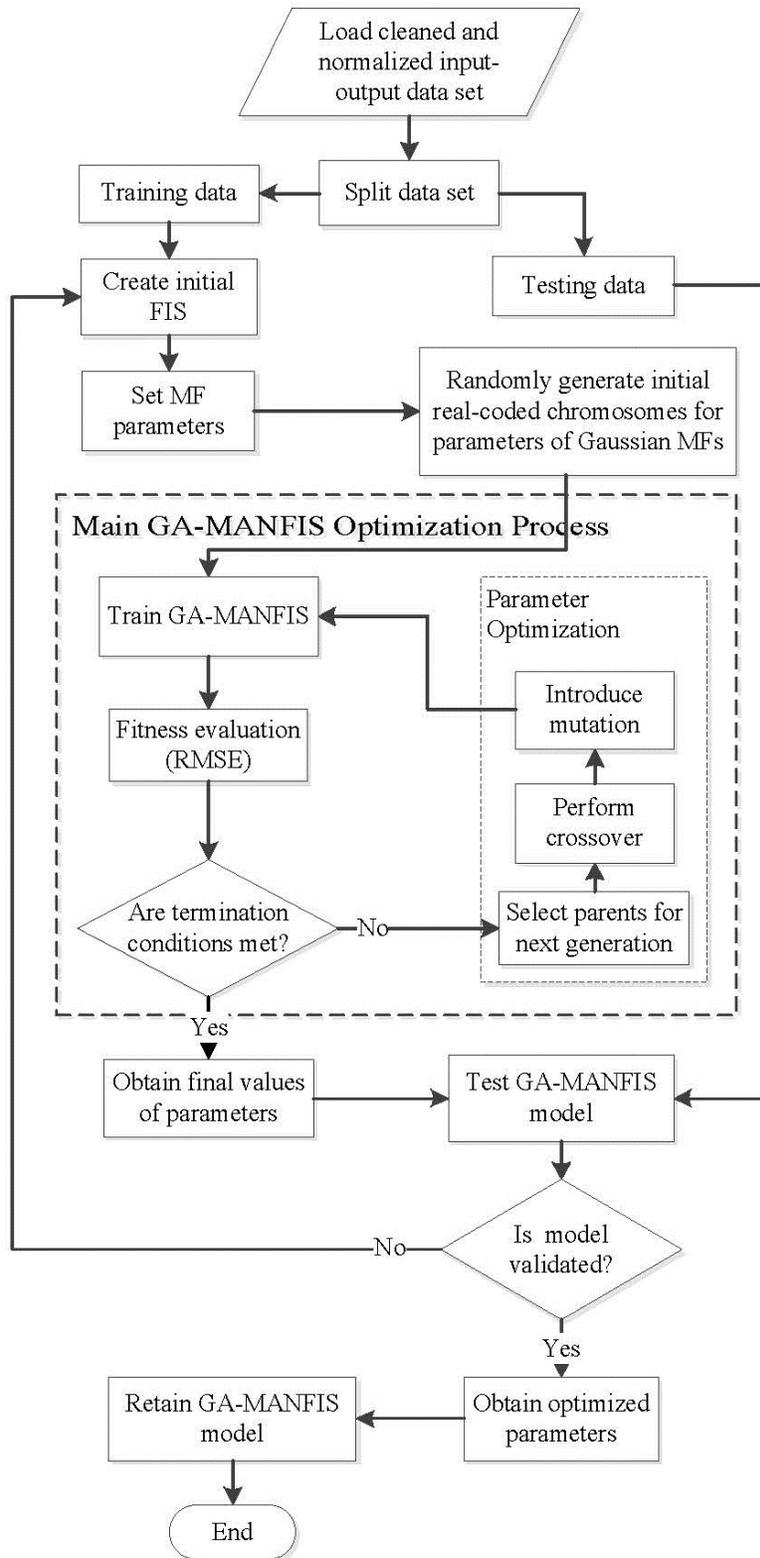 Load cleaned and
normalized input-
output data set
Training data
Split data set
Create initial
FIS
Testing data
Set MF
parameters
Randomly generate initial
real-coded chromosomes for
parameters of Gaussian MFs
Main GA-MANFIS Optimization Process
Train GA-MANFIS
Parameter
Optimization
Introduce
mutation
Fitness evaluation
(RMSE)
Perform
crossover
Are termination
conditions met?
No
Select parents for
next generation
Yes
Obtain final values
of parameters
Test GA-MANFIS
model
No
Is model
validated?
Yes
Retain GA-MANFIS
model
Obtain optimized
parameters
End